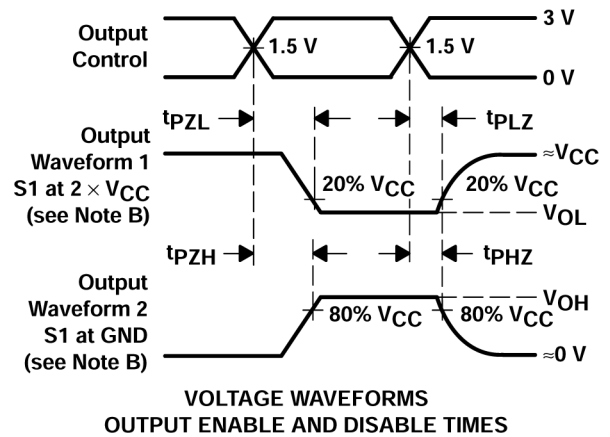 Output
Control
1.5 V
1.5 V
3 V
0 V
tPZL
tPLZ
Output
Waveform 1
S1 at 2 × VCC
(see Note B)
20% VCC
20% VCC
≈VCC
VOL
tPZH
tPHZ
Output
Waveform 2
S1 at GND
(see Note B)
80% VCC
80% VCC
VOH
≈0 V
VOLTAGE WAVEFORMS
OUTPUT ENABLE AND DISABLE TIMES